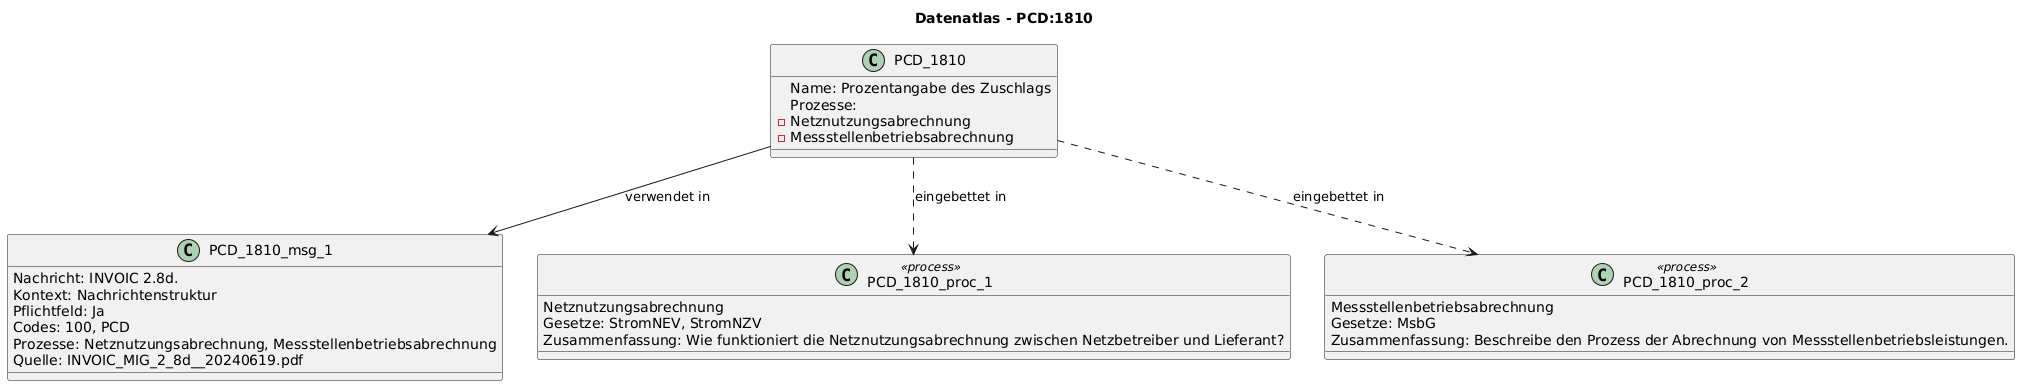 Datenatlas - PCD:1810
C PCD_1810
Name: Prozentangabe des Zuschlags
Prozesse:
Netznutzungsabrechnung
Messstellenbetriebsabrechnung
verwendet in
eingebettet in
eingebettet in
C PCD_1810_msg_1
Nachricht: INVOIC 2.8d.
Kontext: Nachrichtenstruktur
Pflichtfeld: Ja
Codes: 100, PCD
Prozesse: Netznutzungsabrechnung, Messstellenbetriebsabrechnung
Quelle: INVOIC_MIG_2_8d__20240619.pdf
«process»
C PCD_1810_proc_1
Netznutzungsabrechnung
Gesetze: StromNEV, StromNZV
Zusammenfassung: Wie funktioniert die Netznutzungsabrechnung zwischen Netzbetreiber und Lieferant?
«process»
C PCD_1810_proc_2
Messstellenbetriebsabrechnung
Gesetze: MsbG
Zusammenfassung: Beschreibe den Prozess der Abrechnung von Messstellenbetriebsleistungen.